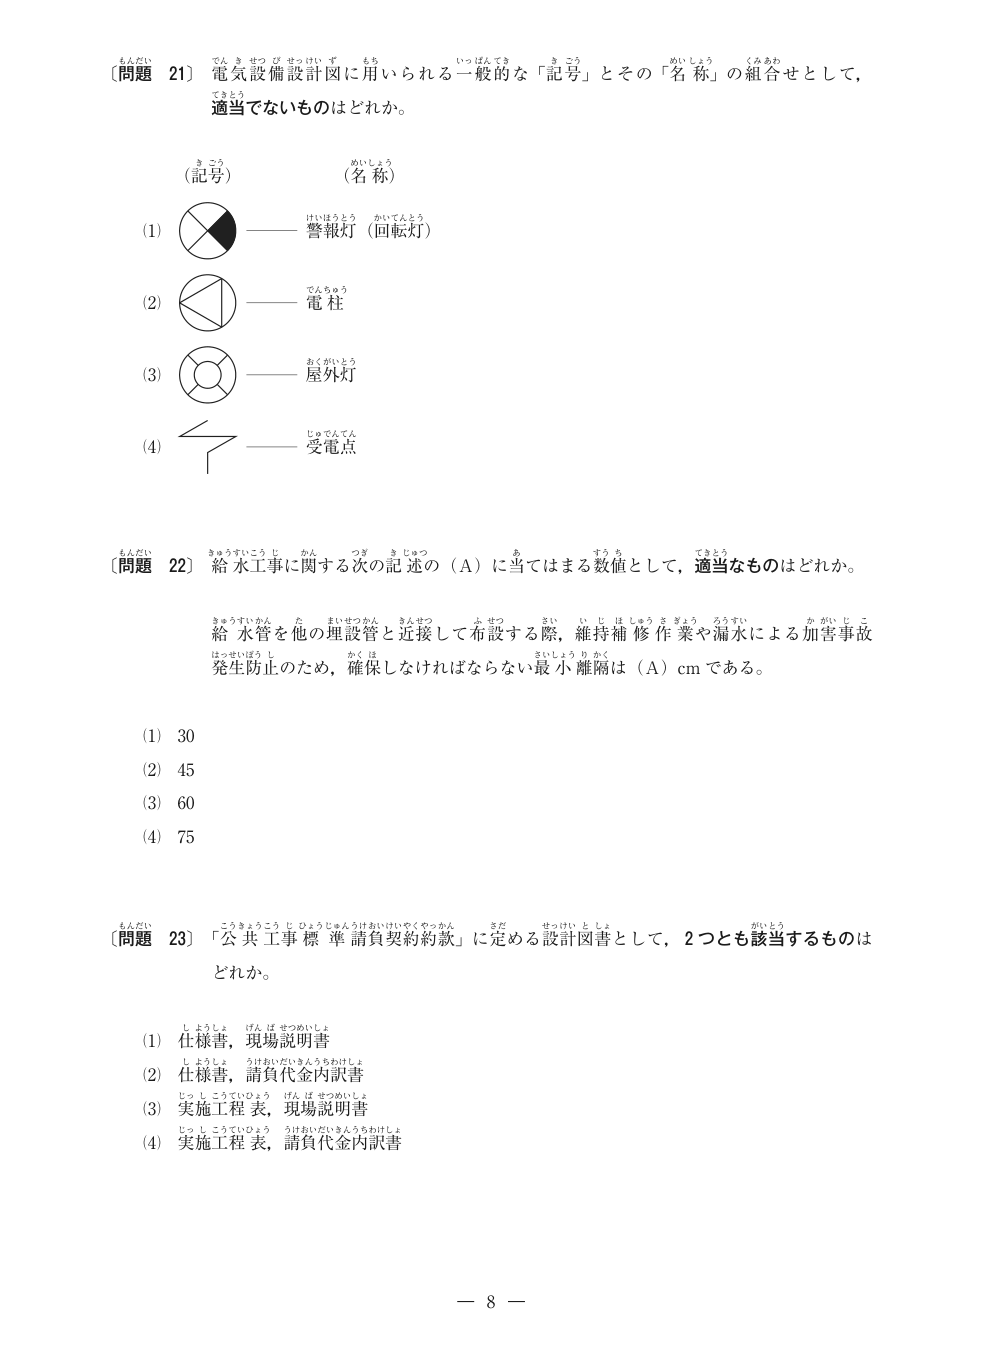 〔問題 21〕 電気設備設計図に用いられる一般的な「記号」とその「名称」の組合せとして，
適当でないものはどれか。
（記号） （名称）
⑴ 警報灯（回転灯）
⑵ 電柱
⑶ 屋外灯
⑷ 受電点
〔問題 22〕 給水工事に関する次の記述の（A）に当てはまる数値として，適当なものはどれか。
給水管を他の埋設管と近接して布設する際，維持補修作業や漏水による加害事故
発生防止のため，確保しなければならない最小離隔は（A）cm である。
⑴ 30
⑵ 45
⑶ 60
⑷ 75
〔問題 23〕「公共工事標準請負契約約款」に定める設計図書として，2つとも該当するものは
どれか。
⑴ 仕様書，現場説明書
⑵ 仕様書，請負代金内訳書
⑶ 実施工程表，現場説明書
⑷ 実施工程表，請負代金内訳書
— 8 —